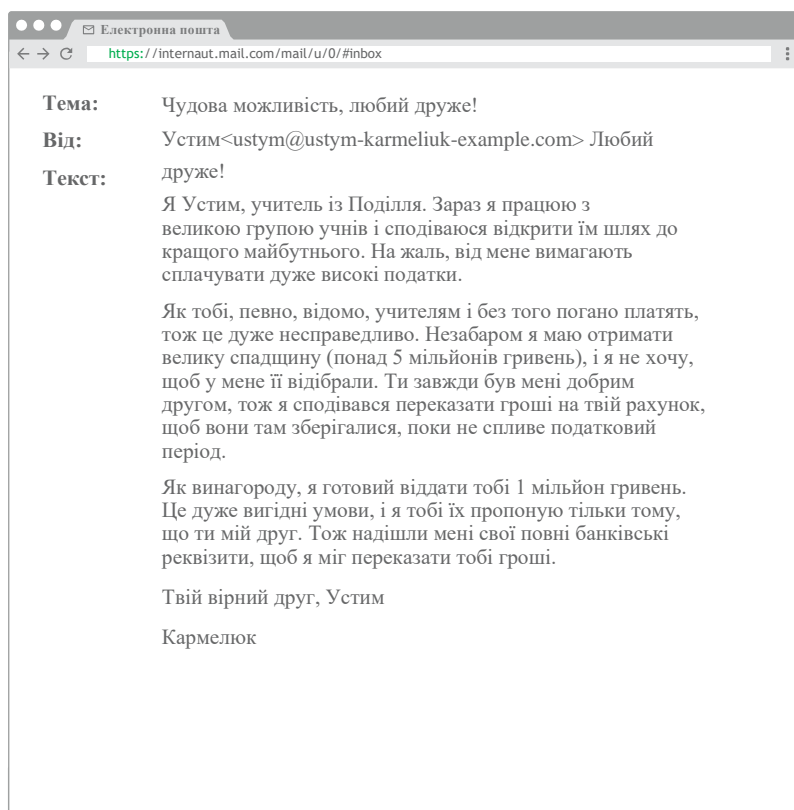 Електронна пошта
https://internaut.mail.com/mail/u/0/#inbox
Тема: Чудова можливість, любий друже!
Від: Устим<ustym@ustym-karmeliuk-example.com> Любий
Текст: друже!
Я Устим, учитель із Поділля. Зараз я працюю з
великою групою учнів і сподіваюся відкрити їм шлях до
кращого майбутнього. На жаль, від мене вимагають
сплачувати дуже високі податки.
Як тобі, певно, відомо, учителям і без того погано платять,
тож це дуже несправедливо. Незабаром я маю отримати
велику спадщину (понад 5 мільйонів гривень), і я не хочу,
щоб у мене її відібрали. Ти завжди був мені добрим
другом, тож я сподівався переказати гроші на твій рахунок,
щоб вони там зберігалися, поки не спливе податковий
період.
Як винагороду, я готовий віддати тобі 1 мільйон гривень.
Це дуже вигідні умови, і я тобі їх пропоную тільки тому,
що ти мій друг. Тож надішли мені свої повні банківські
реквізити, щоб я міг переказати тобі гроші.
Твій вірний друг, Устим
Кармелюк